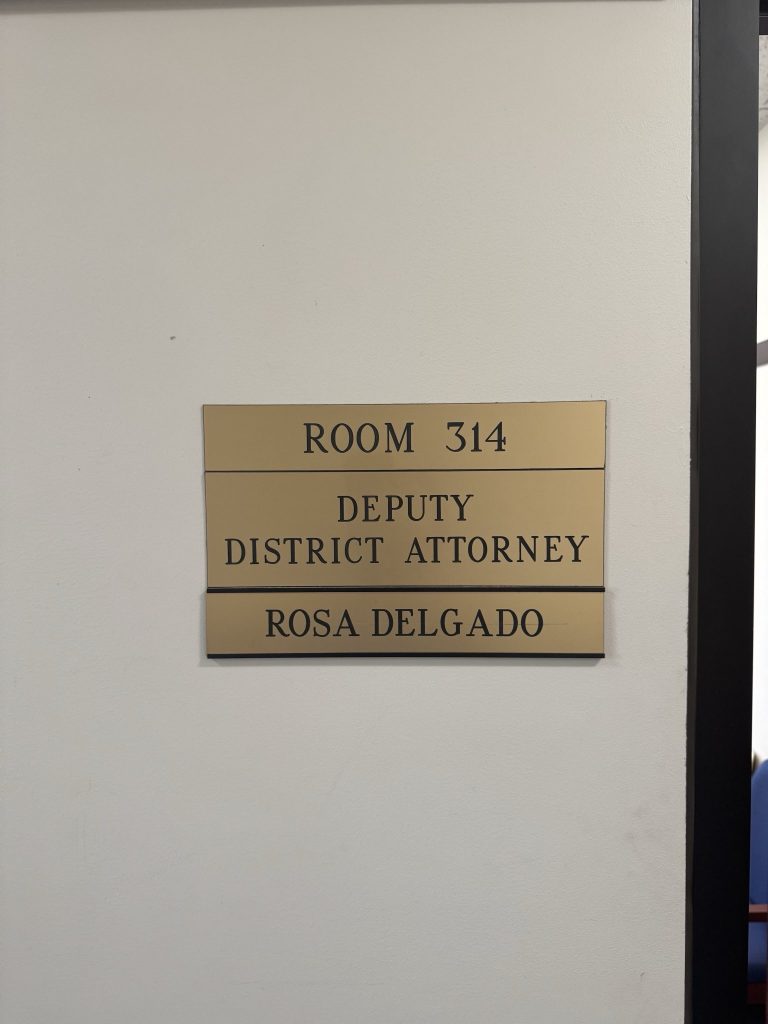 ROOM 314
DEPUTY
DISTRICT ATTORNEY
ROSA DELGADO